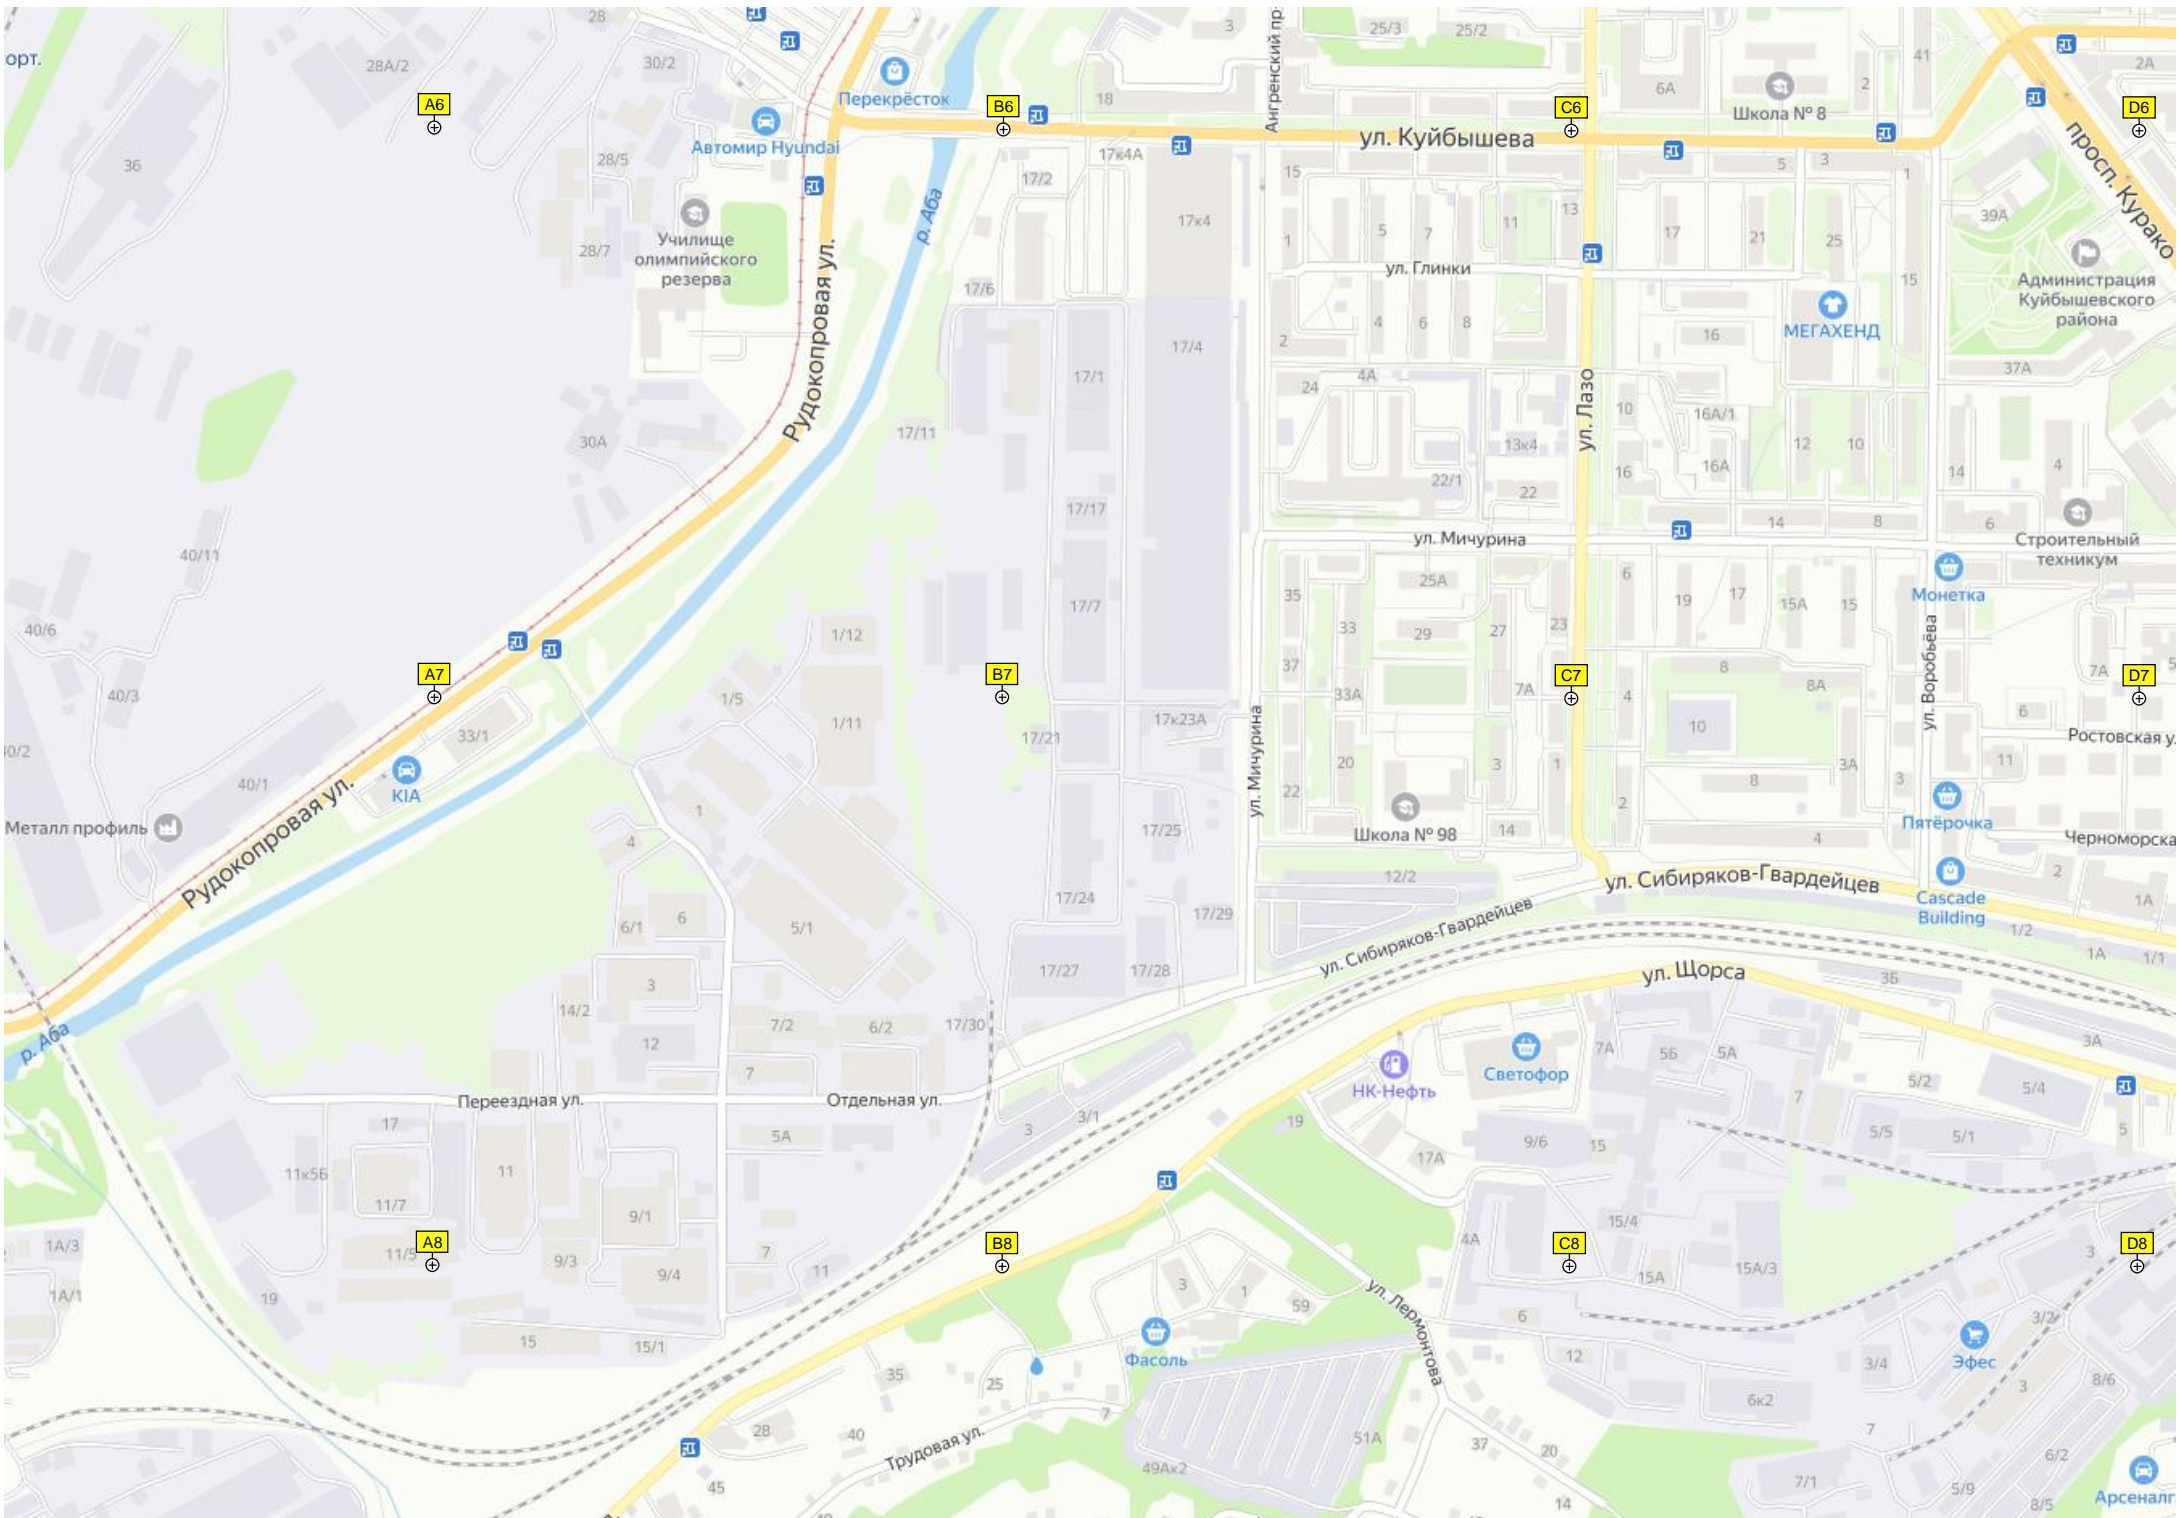 28
3
25/3
25/2
Ангренский пр
41
орт.
28А/2
30/2
2А
6А
2
Перекрёсток
18
Школа № 8
A6
B6
C6
D6
Автомир Hyundai
ул. Куйбышева
просп. Курако
36
28/5
17к4А
15
5
3
1
17/2
р. Аба
17к4
28/7
Училище
олимпийского
резерва
1
5
7
11
13
17
21
25
39А
15
Рудокопровая ул.
ул. Глинки
Администрация
Куйбышевского
района
17/6
4
6
8
16
МЕГАХЕНД
2
17/4
17/1
24
4А
37А
ул. Лазо
10
16А/1
30А
17/11
13к4
12
10
16
16А
14
4
22/1
22
17/17
14
8
6
40/11
ул. Мичурина
Строительный
техникум
25А
35
6
Монетка
19
17
15А
15
17/7
40/6
1/12
33
29
27
23
ул. Воробьёва
A7
B7
C7
D7
37
8
7А
5
40/3
1/5
33А
7А
4
8А
1/11
17к23А
6
10
33/1
17/21
Ростовская у.
40/2
20
3
1
3А
11
40/1
KIA
22
8
3
Рудокопровая ул.
ул. Мичурина
1
2
Металл профиль
17/25
Школа № 98
14
Пятёрочка
4
4
Черноморска
12/2
ул. Сибиряков-Гвардейцев
2
17/24
Cascade
Building
1А
6
6/1
5/1
17/29
1/2
ул. Сибиряков-Гвардейцев
1А
1/1
17/27
17/28
ул. Щорса
3Б
3
14/2
7/2
6/2
17/30
р. Аба
12
7А
5Б
5А
3А
7
Светофор
5/2
5/4
НК-Нефть
Переездная ул.
Отдельная ул.
7
3
3/1
17
5А
19
9/6
15
5/5
5/1
5
17А
11к5Б
11
11/7
9/1
15/4
A8
B8
C8
D8
1А/3
11/5
9/3
9/4
7
11
4А
15А
15А/3
3
19
1А/1
3
1
59
ул. Лермонтова
6
3/2
15
15/1
Фасоль
12
3/4
Эфес
35
25
7
6к2
3
8/6
28
40
Трудовая ул.
51А
37
20
7
6/2
45
49Ак2
14
7/1
5/9
8/5
Арсеналг